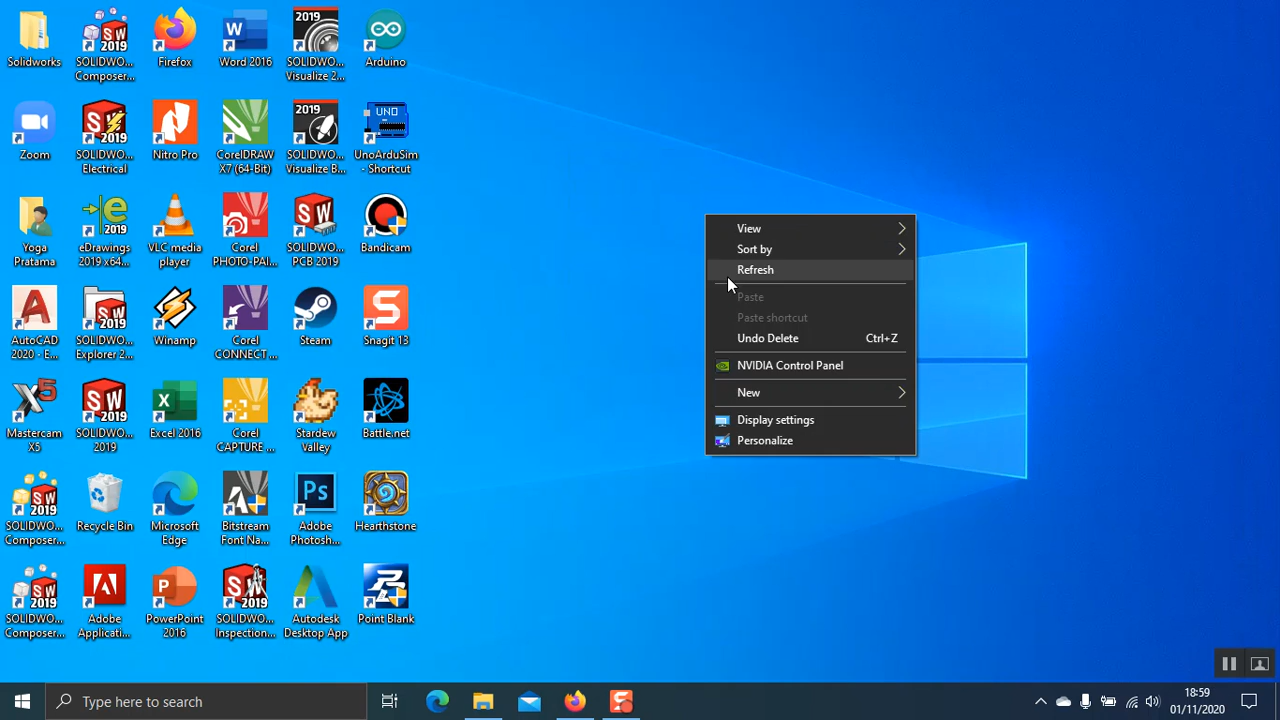 Solidworks
SOLIDWO...
Composer...
Firefox
Word 2016
2019
SOLIDWO...
Visualize 2...
Arduino
Zoom
2019
SOLIDWO...
Electrical
Nitro Pro
CorelDRAW
X7 (64-Bit)
2019
SOLIDWO...
Visualize B...
UNO
UnoArduSim
- Shortcut
Yoga
Pratama
eDrawings
2019 x64...
VLC media
player
Corel
PHOTO-PAI...
SOLIDWO...
PCB 2019
Bandicam
AutoCAD
2020 - E...
SOLIDWO...
Explorer 2...
Winamp
Corel
CONNECT ...
Steam
Snagit 13
Mastercam
X5
SOLIDWO...
2019
Excel 2016
Corel
CAPTURE ...
Stardew
Valley
Battle.net
SOLIDWO...
Composer...
Recycle Bin
Microsoft
Edge
Bitstream
Font Na...
Adobe
Photosh...
Hearthstone
SOLIDWO...
Composer...
Adobe
Applicati...
PowerPoint
2016
SOLIDWO...
Inspection...
Autodesk
Desktop App
Point Blank
View
Sort by
Refresh
Paste
Paste shortcut
Undo Delete Ctrl+Z
NVIDIA Control Panel
New
Display settings
Personalize
Type here to search
18:59
01/11/2020